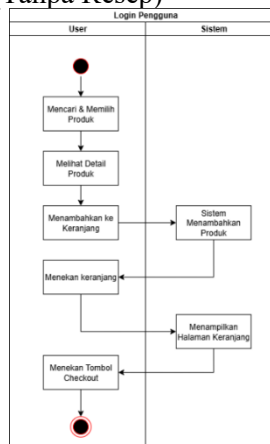 Tanpa Resep)
Login Pengguna
User
Sistem
Mencari & Memilih
Produk
Melihat Detail
Produk
Menambahkan ke
Keranjang
Sistem
Menambahkan
Produk
Menekan keranjang
Menampilkan
Halaman Keranjang
Menekan Tombol
Checkout